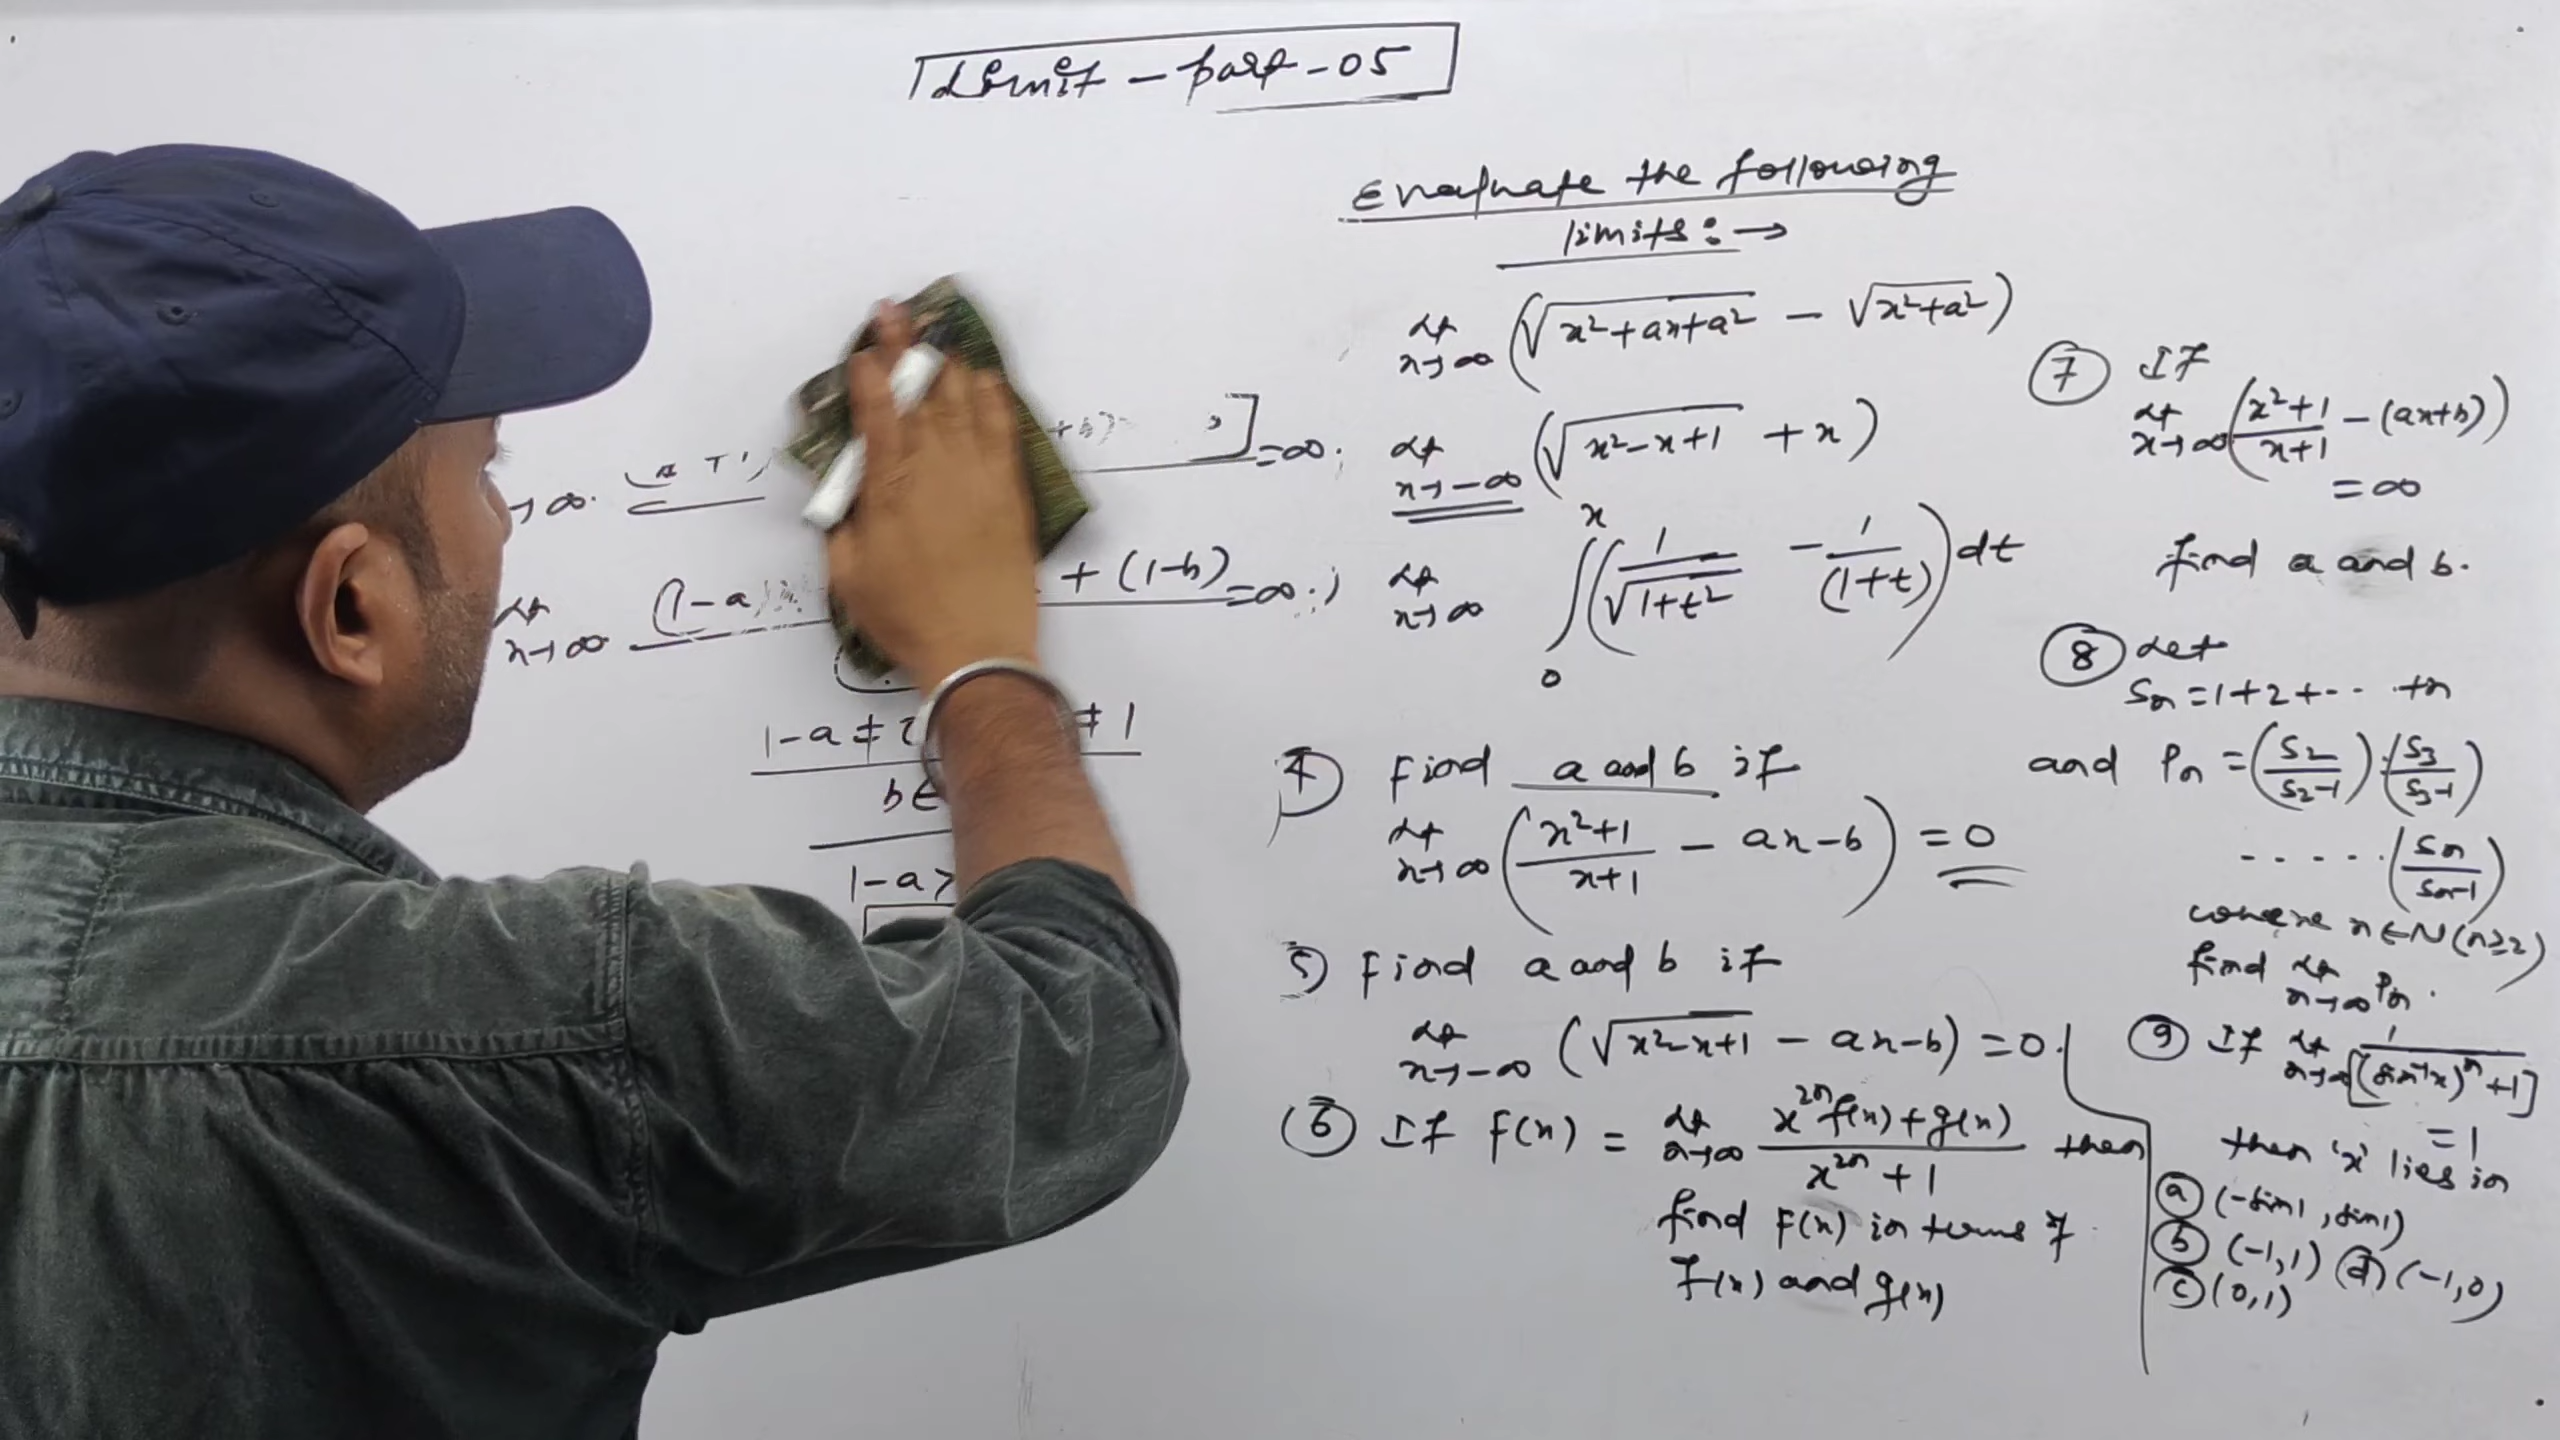 Limit - part - 05
Evaluate the following
limits: →
Lt x→∞ (√(x²+ax+a²) - √(x²+a²))
Lt x→-∞ (√(x²-x+1) + x)
Lt x→∞ ∫₀ˣ (1/√(1+t²) - 1/(1+t)) dt
④ Find a and b if
Lt x→∞ ((x²+1)/(x+1) - ax-b) = 0
5) Find a and b if
Lt x→-∞ (√(x²-x+1) - ax-b) = 0.
⑥ If F(x) = Lt n→∞ (x²ⁿf(x)+g(x))/(x²ⁿ+1) then
find F(x) in terms of
f(x) and g(x)
⑦ If
Lt x→∞ ((x²+1)/(x+1) - (ax+b))
= ∞
find a and b.
⑧ Let
Sn = 1+2+... +n
and Pn = (S2/(S2-1)).(S3/(S3-1))
.....(Sn/(Sn-1))
where n∈N(n≥2)
find Lt n→∞ Pn.
⑨ If Lt n→∞ 1/[(sin⁻¹x)ⁿ+1]
=1
then 'x' lies in
ⓐ (-sin1, sin1)
ⓑ (-1,1) ⓓ (-1,0)
ⓒ (0,1)
→∞
= ∞.
Lt x→∞ (1-a + (1-b) = ∞.
1-a ≠ ≠ 1
b∈
1-a >